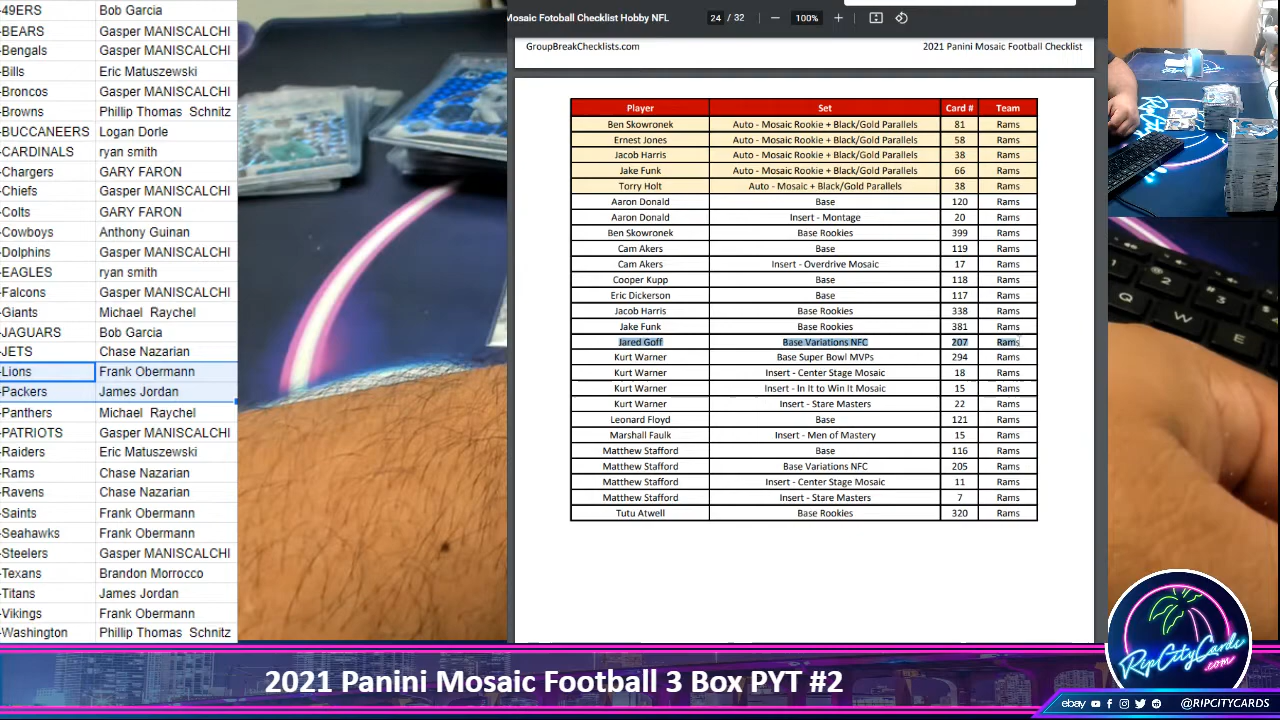 -49ERS Bob Garcia
-BEARS Gasper MANISCALCHI
-Bengals Gasper MANISCALCHI
-Bills Eric Matuszewski
-Broncos Gasper MANISCALCHI
-Browns Phillip Thomas Schnitz
-BUCCANEERS Logan Dorle
-CARDINALS ryan smith
-Chargers GARY FARON
-Chiefs Gasper MANISCALCHI
-Colts GARY FARON
-Cowboys Anthony Guinan
-Dolphins Gasper MANISCALCHI
-EAGLES ryan smith
-Falcons Gasper MANISCALCHI
-Giants Michael Raychel
-JAGUARS Bob Garcia
-JETS Chase Nazarian
-Lions Frank Obermann
-Packers James Jordan
-Panthers Michael Raychel
-PATRIOTS Gasper MANISCALCHI
-Raiders Eric Matuszewski
-Rams Chase Nazarian
-Ravens Chase Nazarian
-Saints Frank Obermann
-Seahawks Frank Obermann
-Steelers Gasper MANISCALCHI
-Texans Brandon Morrocco
-Titans James Jordan
-Vikings Frank Obermann
-Washington Phillip Thomas Schnitz
Mosaic Fotoball Checklist Hobby NFL 24 / 32 — 100% +
GroupBreakChecklists.com 2021 Panini Mosaic Football Checklist
Player Set Card # Team
Ben Skowronek Auto - Mosaic Rookie + Black/Gold Parallels 81 Rams
Ernest Jones Auto - Mosaic Rookie + Black/Gold Parallels 58 Rams
Jacob Harris Auto - Mosaic Rookie + Black/Gold Parallels 38 Rams
Jake Funk Auto - Mosaic Rookie + Black/Gold Parallels 66 Rams
Torry Holt Auto - Mosaic + Black/Gold Parallels 38 Rams
Aaron Donald Base 120 Rams
Aaron Donald Insert - Montage 20 Rams
Ben Skowronek Base Rookies 399 Rams
Cam Akers Base 119 Rams
Cam Akers Insert - Overdrive Mosaic 17 Rams
Cooper Kupp Base 118 Rams
Eric Dickerson Base 117 Rams
Jacob Harris Base Rookies 338 Rams
Jake Funk Base Rookies 381 Rams
Jared Goff Base Variations NFC 207 Rams
Kurt Warner Base Super Bowl MVPs 294 Rams
Kurt Warner Insert - Center Stage Mosaic 18 Rams
Kurt Warner Insert - In It to Win It Mosaic 15 Rams
Kurt Warner Insert - Stare Masters 22 Rams
Leonard Floyd Base 121 Rams
Marshall Faulk Insert - Men of Mastery 15 Rams
Matthew Stafford Base 116 Rams
Matthew Stafford Base Variations NFC 205 Rams
Matthew Stafford Insert - Center Stage Mosaic 11 Rams
Matthew Stafford Insert - Stare Masters 7 Rams
Tutu Atwell Base Rookies 320 Rams
2021 Panini Mosaic Football 3 Box PYT #2
RipCityCards
.com
ebay @RIPCITYCARDS